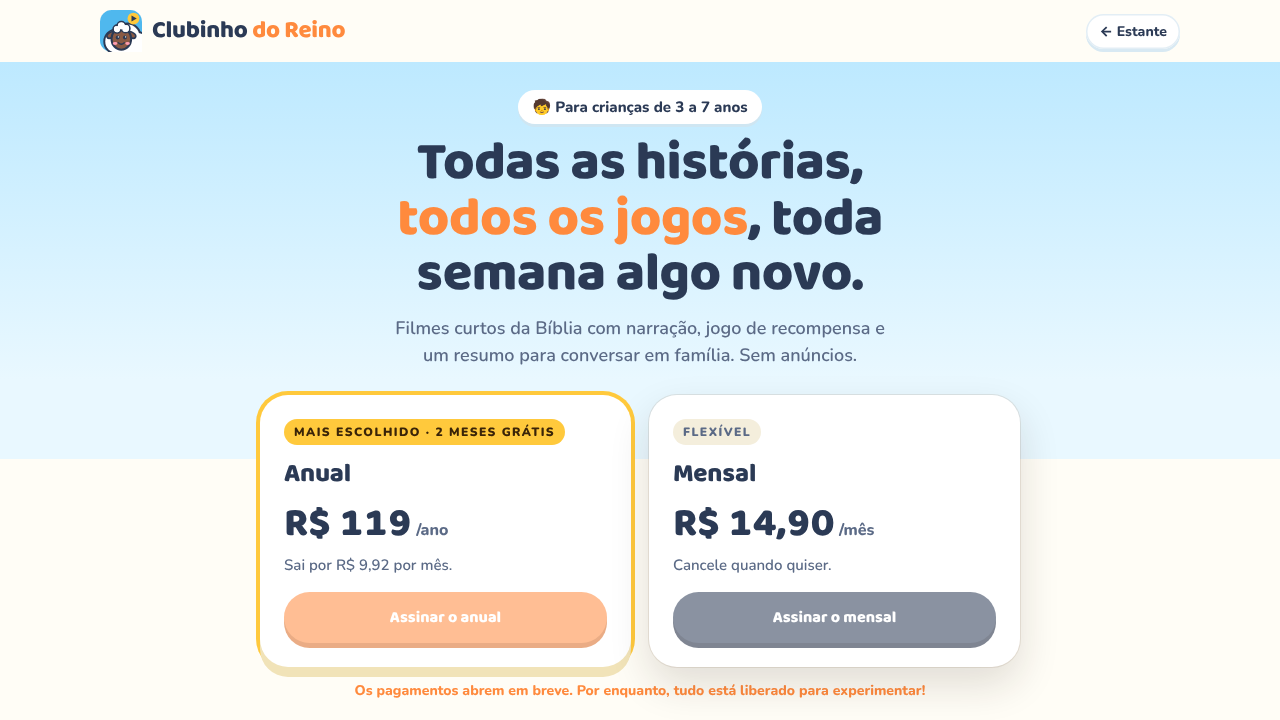 Clubinho do Reino
← Estante
Para crianças de 3 a 7 anos
Todas as histórias,
todos os jogos, toda
semana algo novo.
Filmes curtos da Bíblia com narração, jogo de recompensa e
um resumo para conversar em família. Sem anúncios.
MAIS ESCOLHIDO · 2 MESES GRÁTIS
Anual
R$ 119 /ano
Sai por R$ 9,92 por mês.
Assinar o anual
FLEXÍVEL
Mensal
R$ 14,90 /mês
Cancele quando quiser.
Assinar o mensal
Os pagamentos abrem em breve. Por enquanto, tudo está liberado para experimentar!